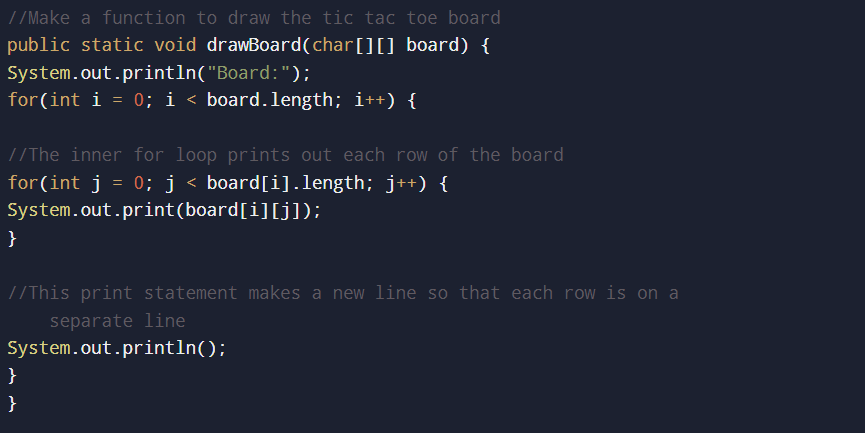 //Make a function to draw the tic tac toe board
public static void drawBoard(char[][] board) {
System.out.println("Board:");
for(int i = 0; i < board.length; i++) {
//The inner for loop prints out each row of the board
for(int j = 0; j < board[i].length; j++) {
System.out.print(board[i][j]);
}
//This print statement makes a new line so that each row is on a
separate line
System.out.println();
}
}